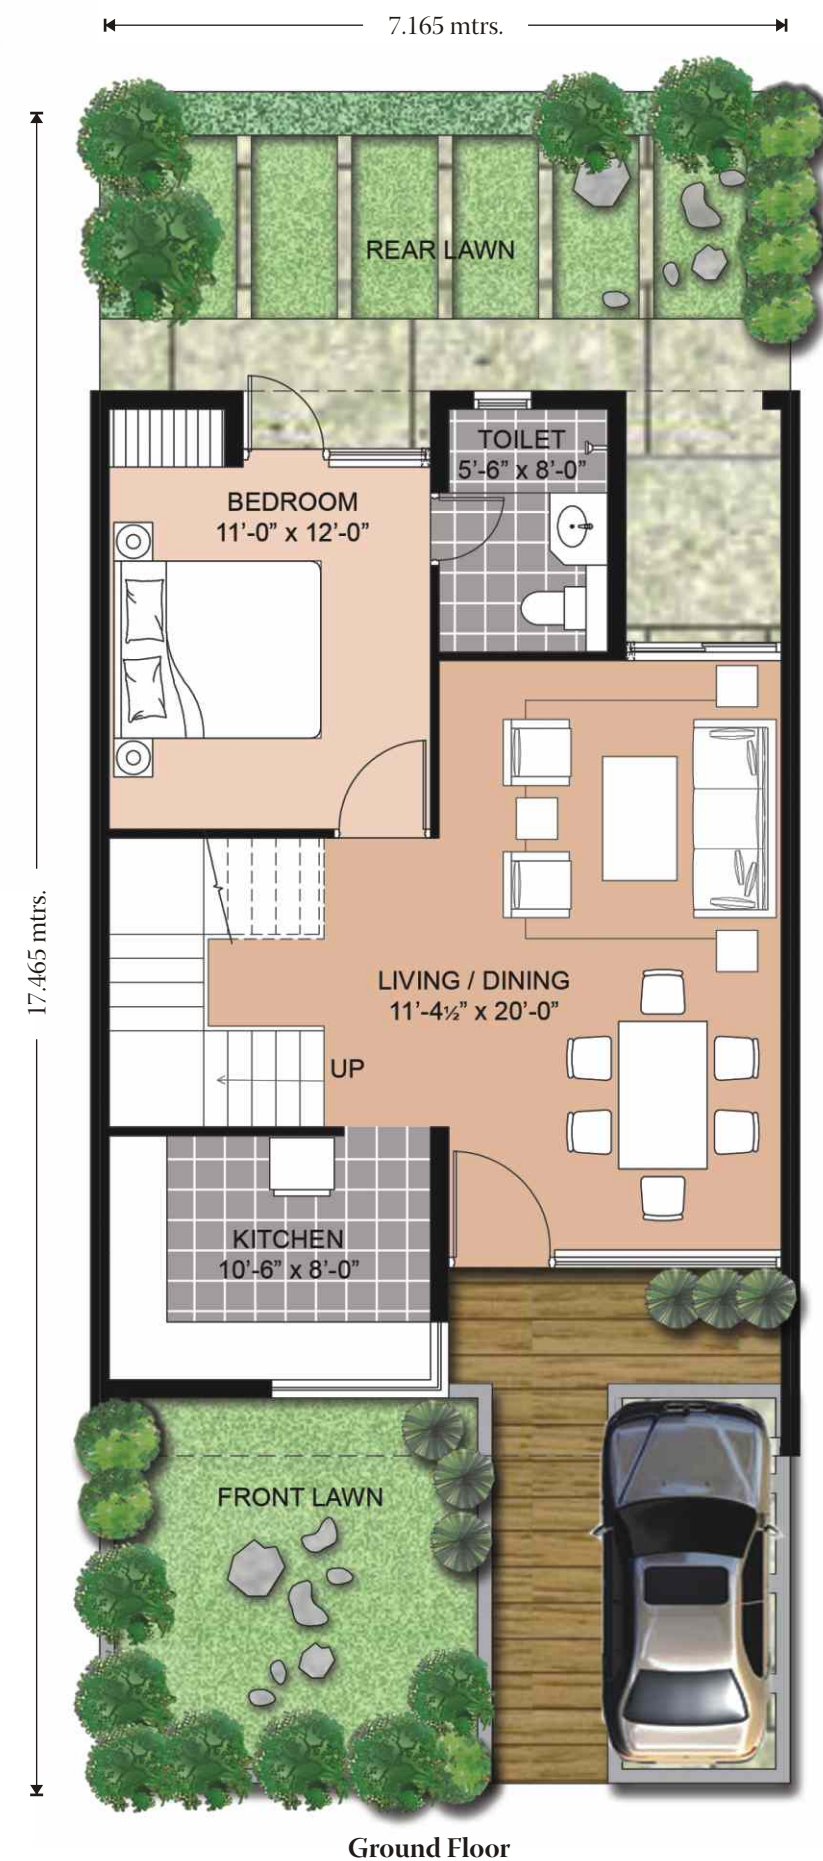 7.165 mtrs.
REAR LAWN
TOILET
5'-6” x 8’-0”
BEDROOM
11’-0” x 12’-0”
17.465 mtrs.
LIVING / DINING
11’-4½” x 20’-0”
UP
KITCHEN
10’-6” x 8’-0”
FRONT LAWN
Ground Floor